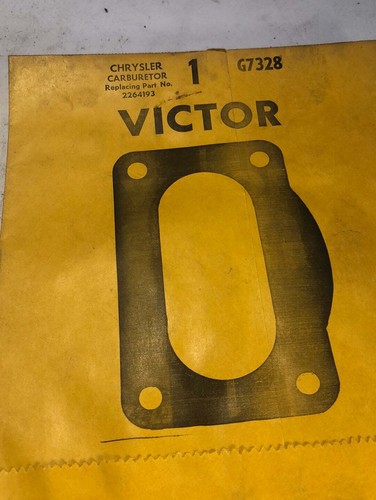 CHRYSLER
CARBURETOR
Replacing Part No.
2264193
1
G7328
VICTOR